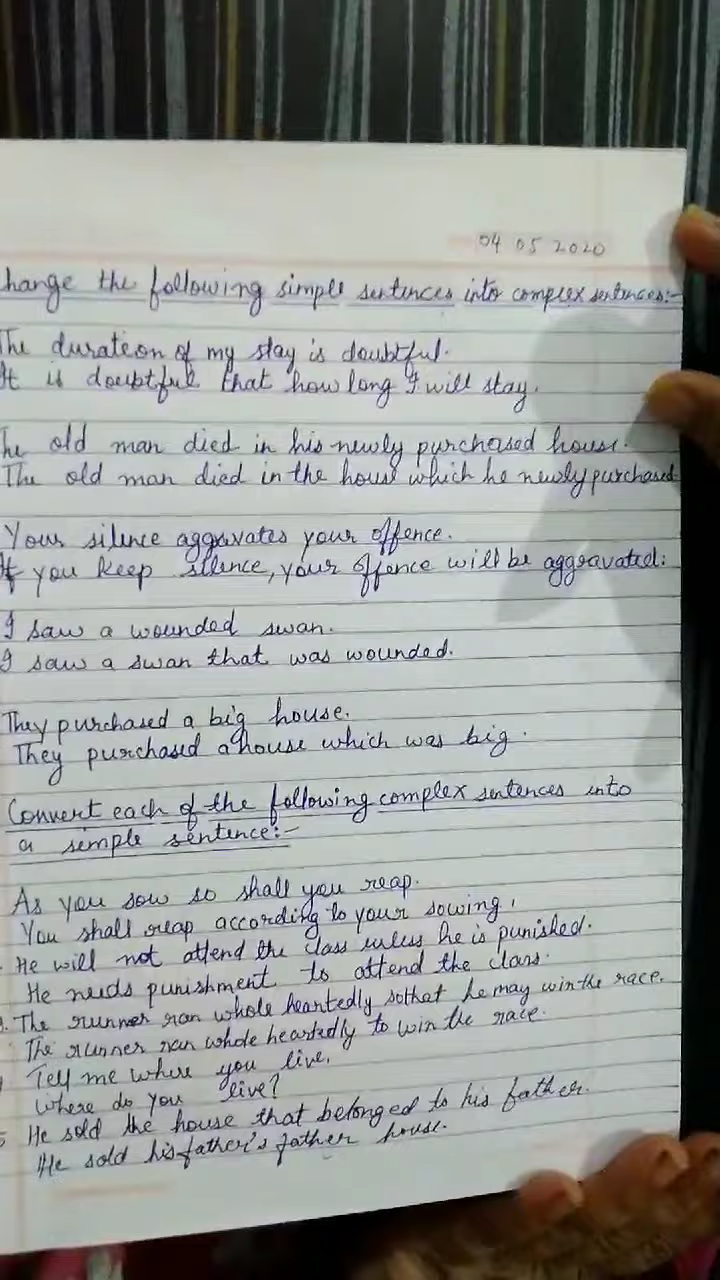 04 05 2020
hange the following simple sentences into complex sentences:-
The duration of my stay is doubtful.
It is doubtful that how long I will stay.
The old man died in his newly purchased house.
The old man died in the house which he newly purchased
Your silence aggravates your offence.
If you keep silence, your offence will be aggravated.
I saw a wounded swan.
I saw a swan that was wounded.
They purchased a big house.
They purchased a house which was big.
Convert each of the following complex sentences into
a simple sentence:-
As you sow so shall you reap.
You shall reap according to your sowing.
He will not attend the class unless he is punished.
He needs punishment to attend the class.
3. The runner ran whole heartedly so that he may win the race.
The runner ran whole heartedly to win the race.
Tell me where you live.
Where do you live?
5 He sold the house that belonged to his father.
He sold his father's father house.